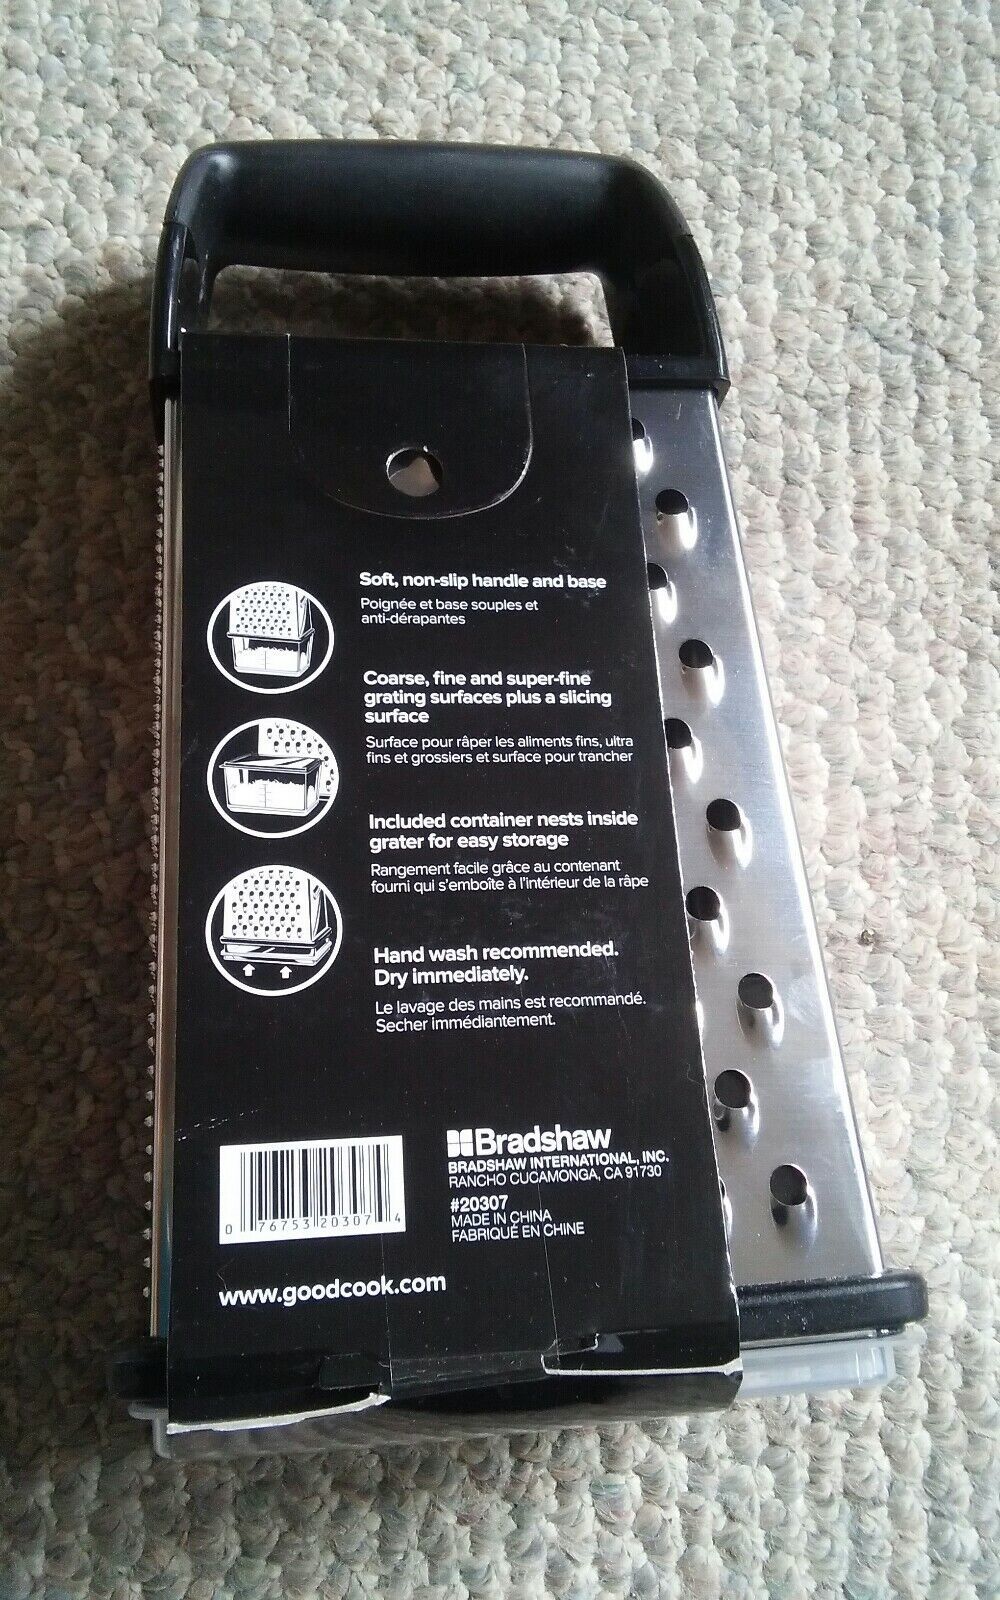 Soft, non-slip handle and base
Poignée et base souples et
anti-dérapantes
Coarse, fine and super-fine
grating surfaces plus a slicing
surface
Surface pour râper les aliments fins, ultra
fins et grossiers et surface pour trancher
Included container nests inside
grater for easy storage
Rangement facile grâce au contenant
fourni qui s'emboîte à l'intérieur de la râpe
Hand wash recommended.
Dry immediately.
Le lavage des mains est recommandé.
Secher immédiantement.
Bradshaw
BRADSHAW INTERNATIONAL, INC.
RANCHO CUCAMONGA, CA 91730
#20307
MADE IN CHINA
FABRIQUÉ EN CHINE
0 76753 20307 4
www.goodcook.com